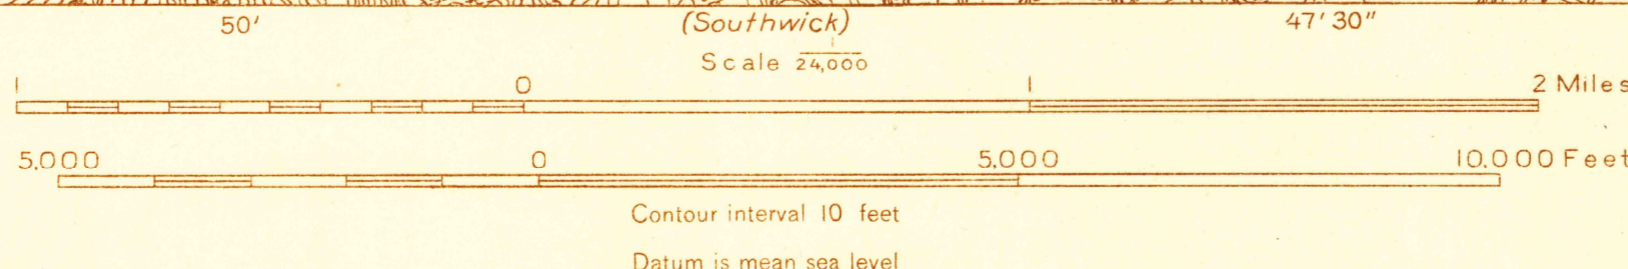 50' (Southwick) 47'30"
Scale 1/24,000
1 0 1 2 Miles
5,000 0 5,000 10,000 Feet
Contour interval 10 feet
Datum is mean sea level